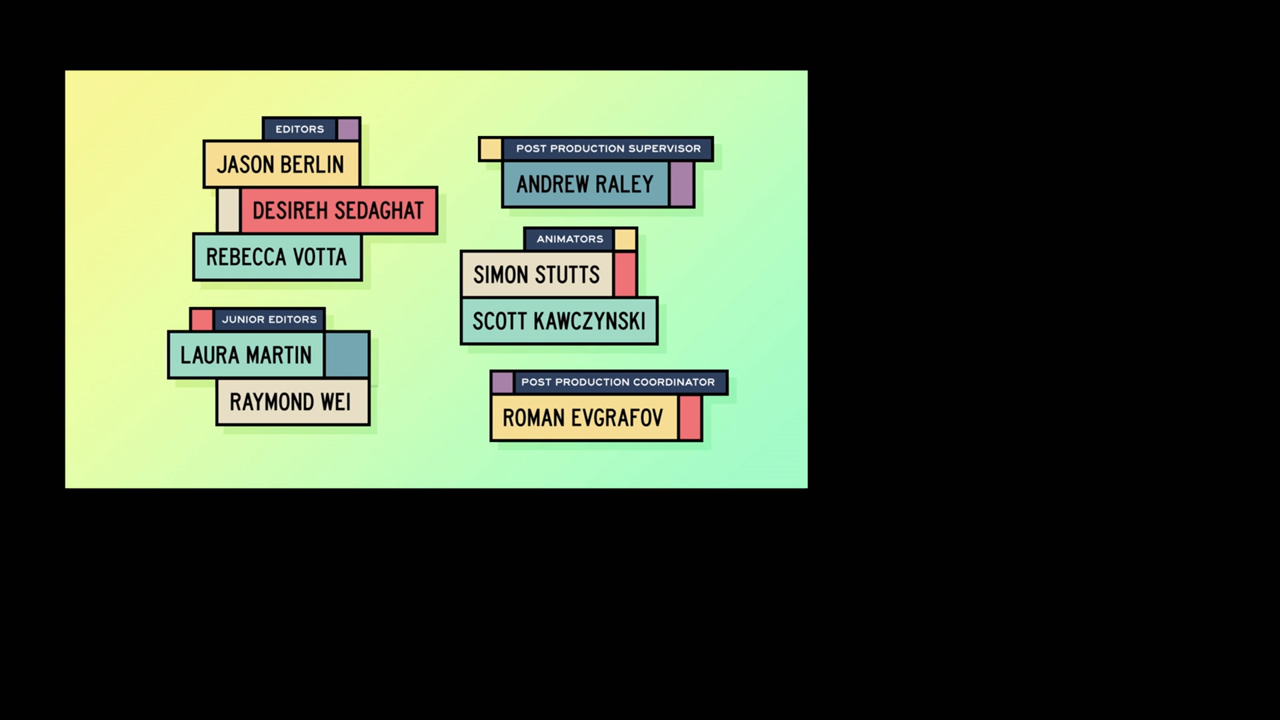 EDITORS
JASON BERLIN
DESIREH SEDAGHAT
REBECCA VOTTA
JUNIOR EDITORS
LAURA MARTIN
RAYMOND WEI
POST PRODUCTION SUPERVISOR
ANDREW RALEY
ANIMATORS
SIMON STUTTS
SCOTT KAWCZYNSKI
POST PRODUCTION COORDINATOR
ROMAN EVGRAFOV